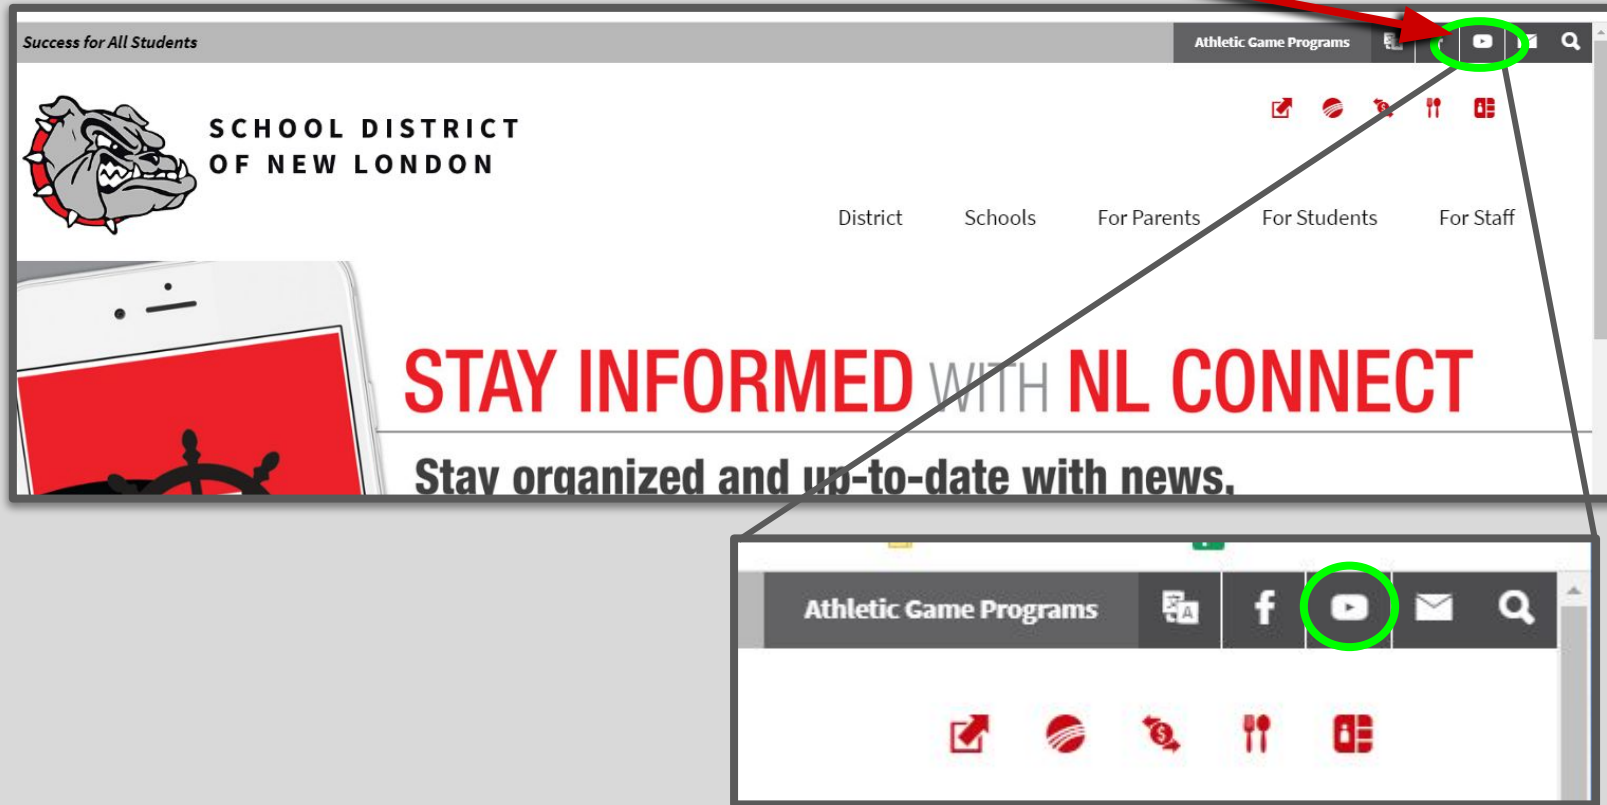 Success for All Students
Athletic Game Programs
SCHOOL DISTRICT
OF NEW LONDON
District Schools For Parents For Students For Staff
STAY INFORMED WITH NL CONNECT
Stay organized and up-to-date with news,
Athletic Game Programs